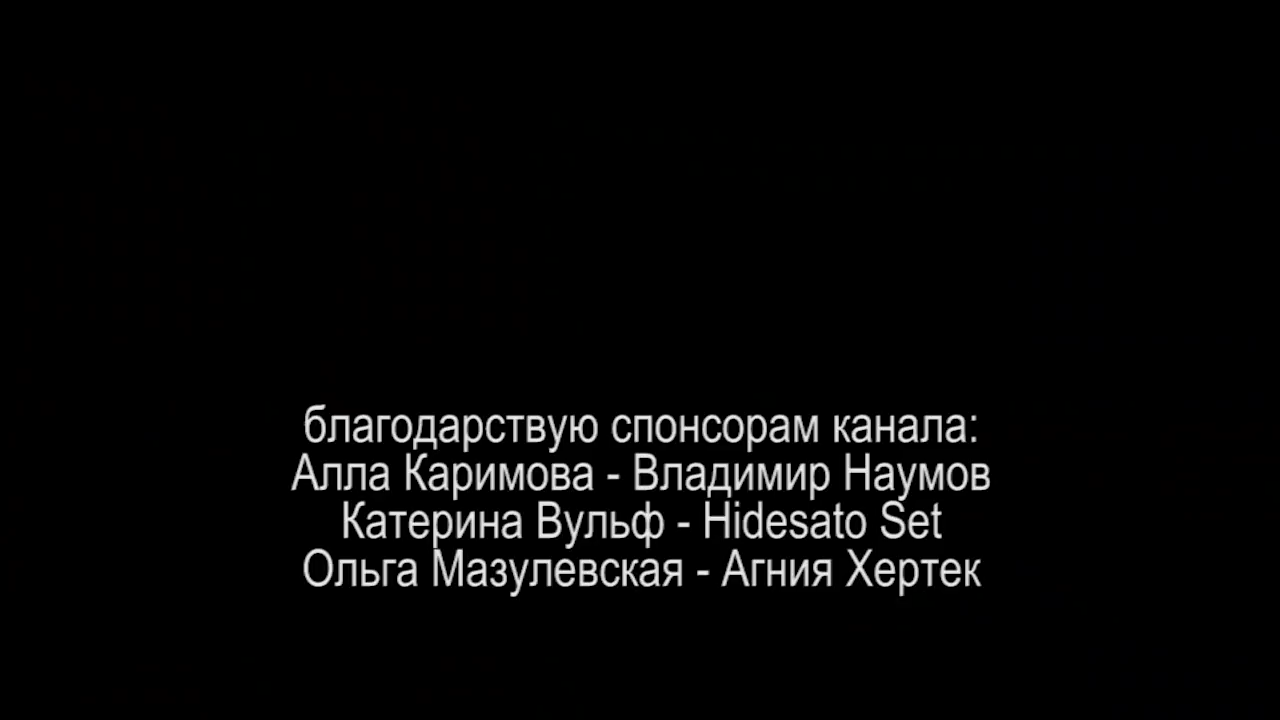 благодарствую спонсорам канала:
Алла Каримова - Владимир Наумов
Катерина Вульф - Hidesato Set
Ольга Мазулевская - Агния Хертек